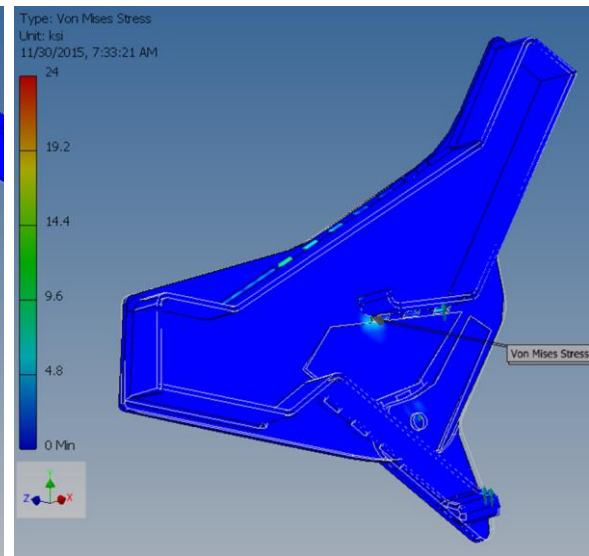 Type: Von Mises Stress
Unit: ksi
11/30/2015, 7:33:21 AM
24
19.2
14.4
9.6
4.8
0 Min
Von Mises Stress
Y
Z
X